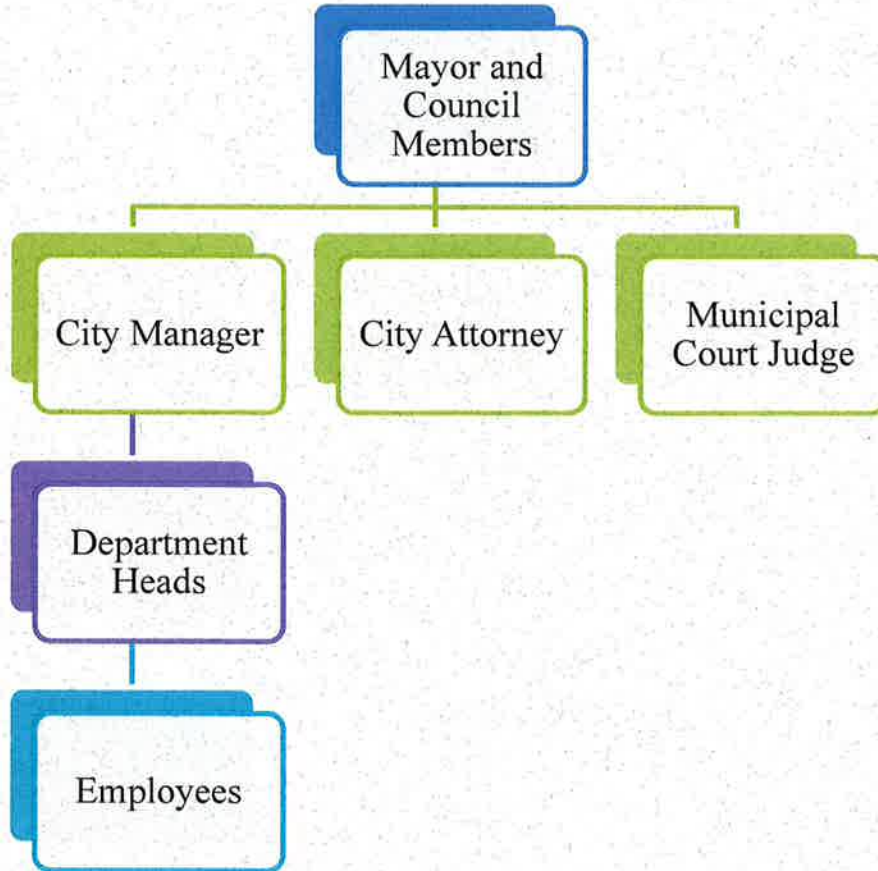 Mayor and
Council
Members
City Manager
City Attorney
Municipal
Court Judge
Department
Heads
Employees